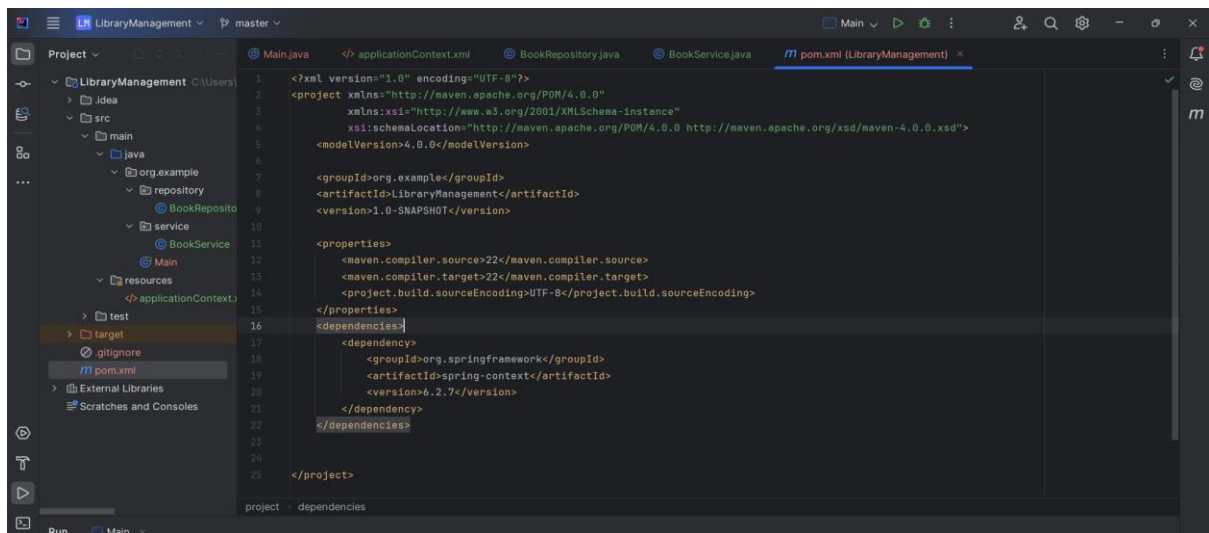 LM LibraryManagement master Main
Project
Main.java applicationContext.xml BookRepository.java BookService.java m pom.xml (LibraryManagement)
LibraryManagement C:\Users\
.idea
src
main
java
org.example
repository
BookReposito
service
BookService
Main
resources
applicationContext.x
test
target
.gitignore
m pom.xml
External Libraries
Scratches and Consoles
1 <?xml version="1.0" encoding="UTF-8"?>
2 <project xmlns="http://maven.apache.org/POM/4.0.0"
3 xmlns:xsi="http://www.w3.org/2001/XMLSchema-instance"
4 xsi:schemaLocation="http://maven.apache.org/POM/4.0.0 http://maven.apache.org/xsd/maven-4.0.0.xsd">
5 <modelVersion>4.0.0</modelVersion>
6
7 <groupId>org.example</groupId>
8 <artifactId>LibraryManagement</artifactId>
9 <version>1.0-SNAPSHOT</version>
10
11 <properties>
12 <maven.compiler.source>22</maven.compiler.source>
13 <maven.compiler.target>22</maven.compiler.target>
14 <project.build.sourceEncoding>UTF-8</project.build.sourceEncoding>
15 </properties>
16 <dependencies>
17 <dependency>
18 <groupId>org.springframework</groupId>
19 <artifactId>spring-context</artifactId>
20 <version>6.2.7</version>
21 </dependency>
22 </dependencies>
23
24
25 </project>
project › dependencies
Run Main